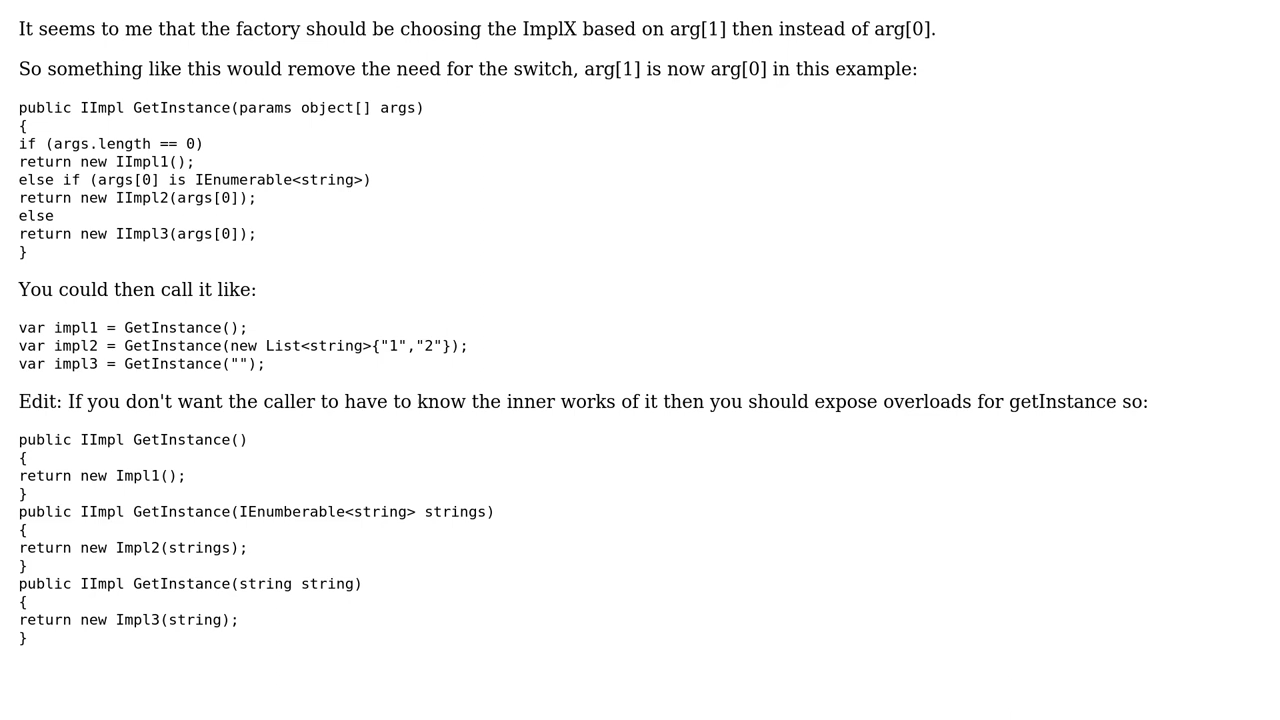 It seems to me that the factory should be choosing the ImplX based on arg[1] then instead of arg[0].
So something like this would remove the need for the switch, arg[1] is now arg[0] in this example:
public IImpl GetInstance(params object[] args)
{
if (args.length == 0)
return new IImpl1();
else if (args[0] is IEnumerable<string>)
return new IImpl2(args[0]);
else
return new IImpl3(args[0]);
}
You could then call it like:
var impl1 = GetInstance();
var impl2 = GetInstance(new List<string>{"1","2"});
var impl3 = GetInstance("");
Edit: If you don't want the caller to have to know the inner works of it then you should expose overloads for getInstance so:
public IImpl GetInstance()
{
return new Impl1();
}
public IImpl GetInstance(IEnumberable<string> strings)
{
return new Impl2(strings);
}
public IImpl GetInstance(string string)
{
return new Impl3(string);
}